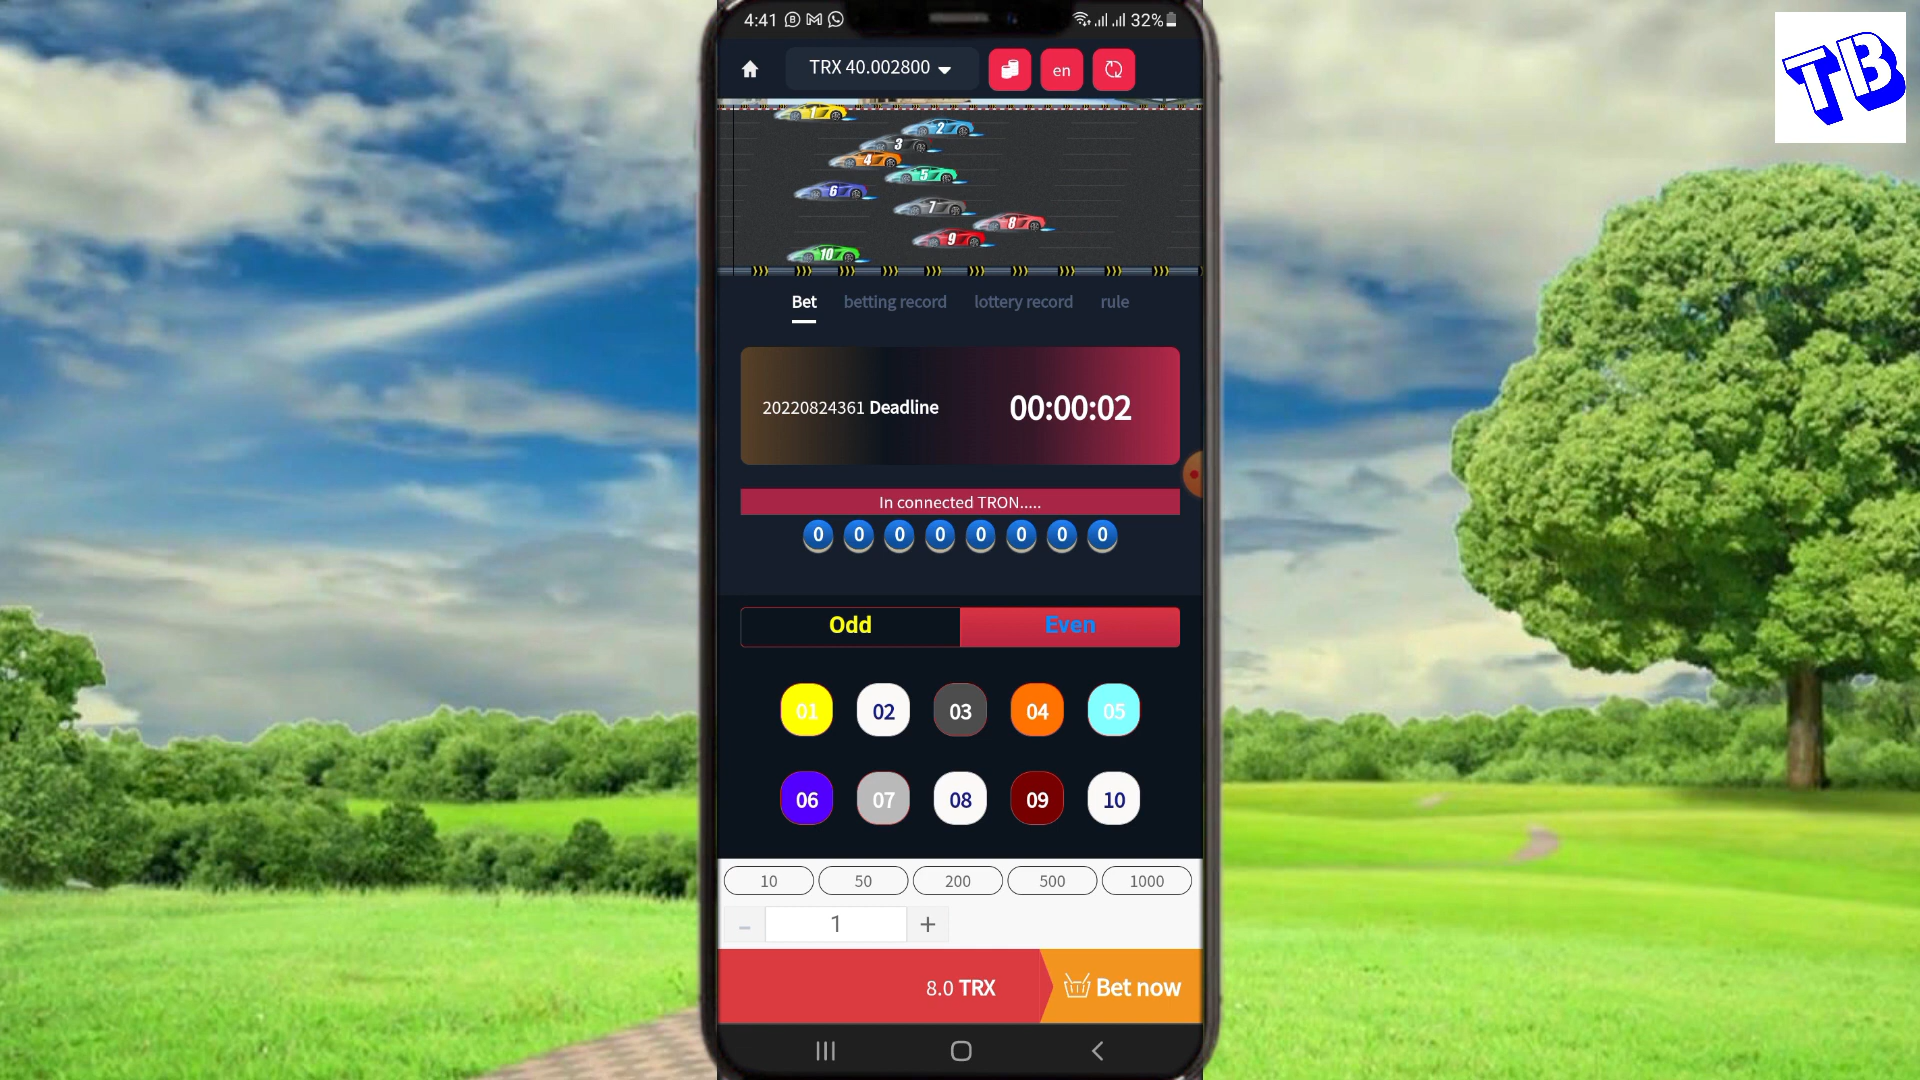 4:41 32%
TRX 40.002800 en
1
2
3
4
5
6
7
8
9
10
Bet betting record lottery record rule
20220824361 Deadline 00:00:02
In connected TRON.....
0 0 0 0 0 0 0 0
Odd Even
01 02 03 04 05
06 07 08 09 10
10 50 200 500 1000
- 1 +
8.0 TRX Bet now
TB